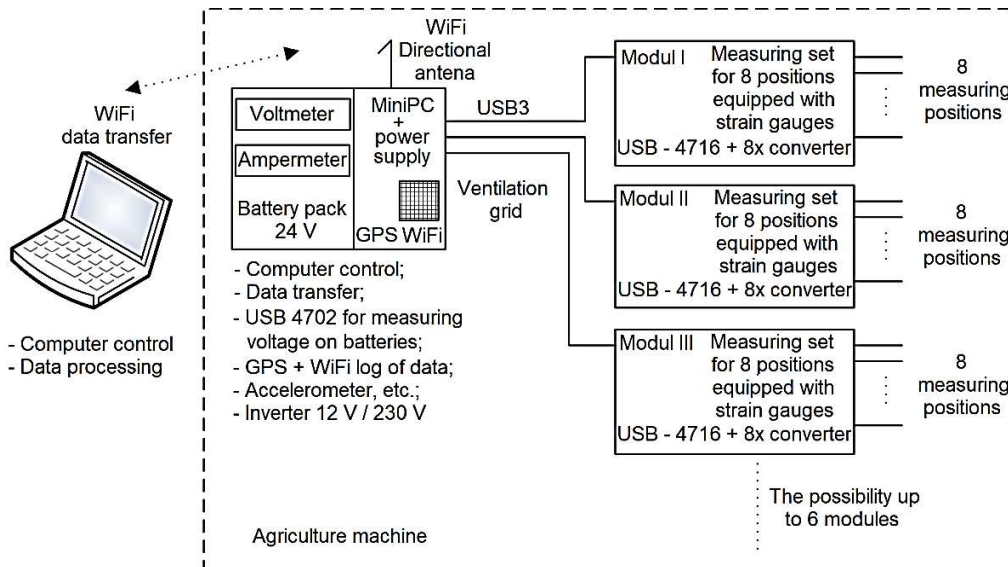 WiFi
data transfer
- Computer control
- Data processing
WiFi
Directional
antena
Voltmeter
Ampermeter
Battery pack
24 V
MiniPC
+
power
supply
GPS WiFi
USB3
Ventilation
grid
- Computer control;
- Data transfer;
- USB 4702 for measuring
voltage on batteries;
- GPS + WiFi log of data;
- Accelerometer, etc.;
- Inverter 12 V / 230 V
Agriculture machine
Modul I
Measuring set
for 8 positions
equipped with
strain gauges
USB - 4716 + 8x converter
8
measuring
positions
Modul II
Measuring set
for 8 positions
equipped with
strain gauges
USB - 4716 + 8x converter
8
measuring
positions
Modul III
Measuring set
for 8 positions
equipped with
strain gauges
USB - 4716 + 8x converter
8
measuring
positions
The possibility up
to 6 modules